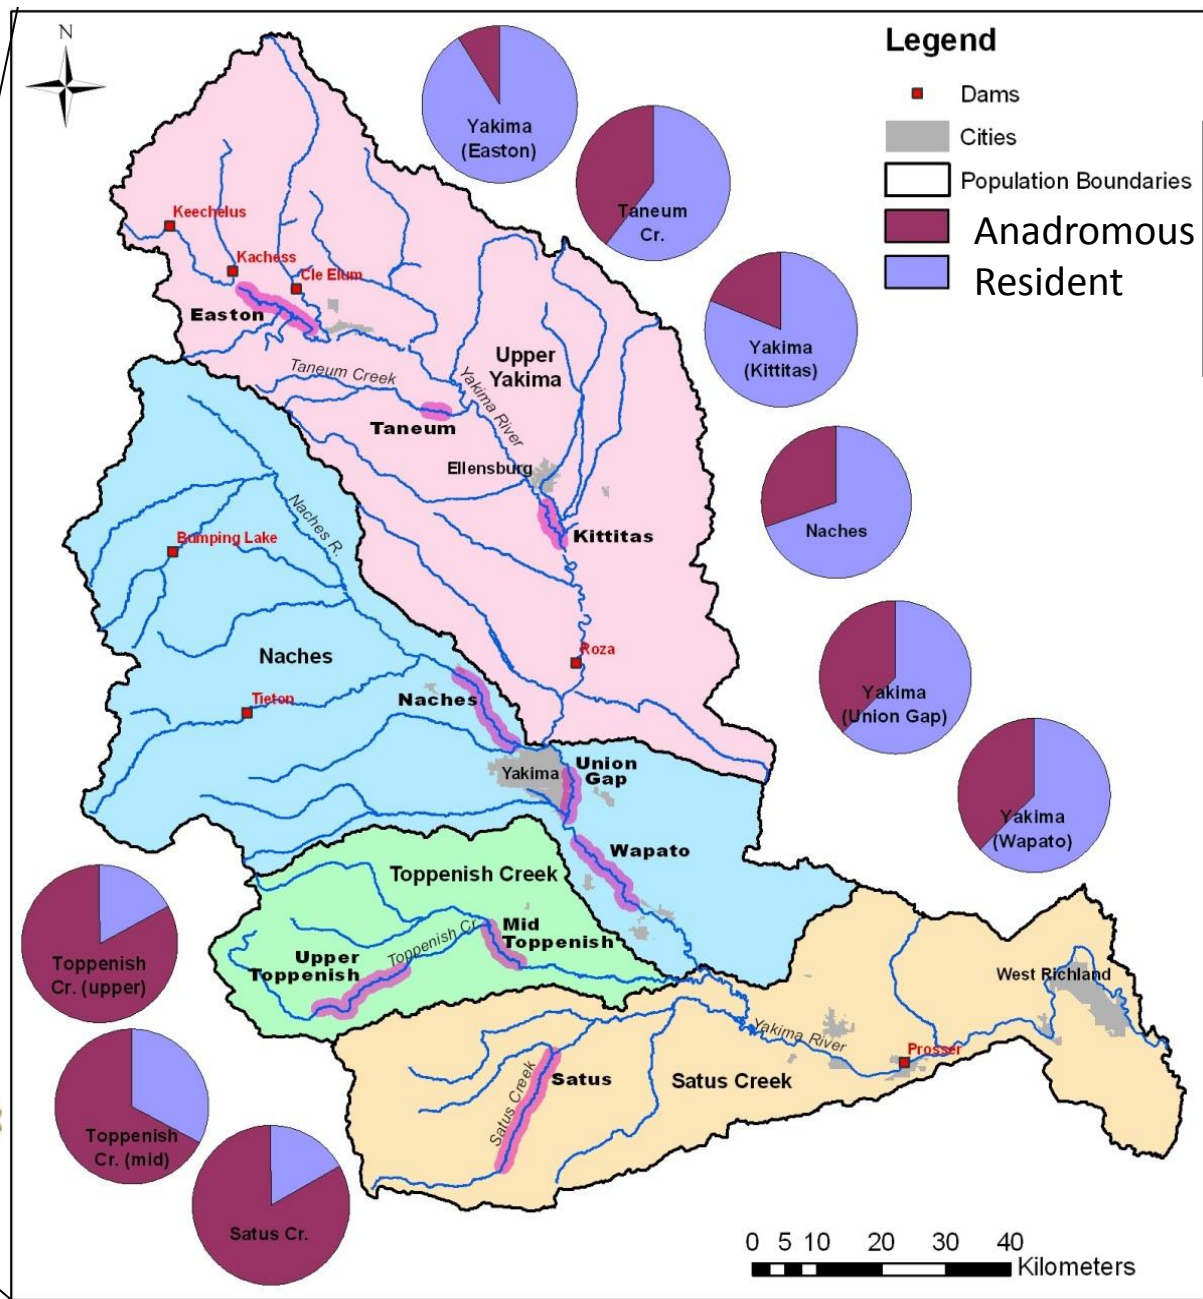 N
Legend
Dams
Cities
Population Boundaries
Anadromous
Resident
Yakima
(Easton)
Taneum
Cr.
Yakima
(Kittitas)
Naches
Yakima
(Union Gap)
Yakima
(Wapato)
Toppenish
Cr. (upper)
Toppenish
Cr. (mid)
Satus Cr.
Keechelus
Kachess
Cle Elum
Easton
Upper
Yakima
Taneum Creek
Yakima River
Taneum
Ellensburg
Kittitas
Naches R.
Bumping Lake
Roza
Naches
Tieton
Naches
Yakima
Union
Gap
Wapato
Toppenish Creek
Mid
Toppenish
Toppenish Cr.
Upper
Toppenish
West Richland
Yakima River
Prosser
Satus
Satus Creek
Satus Creek
0 5 10 20 30 40
Kilometers